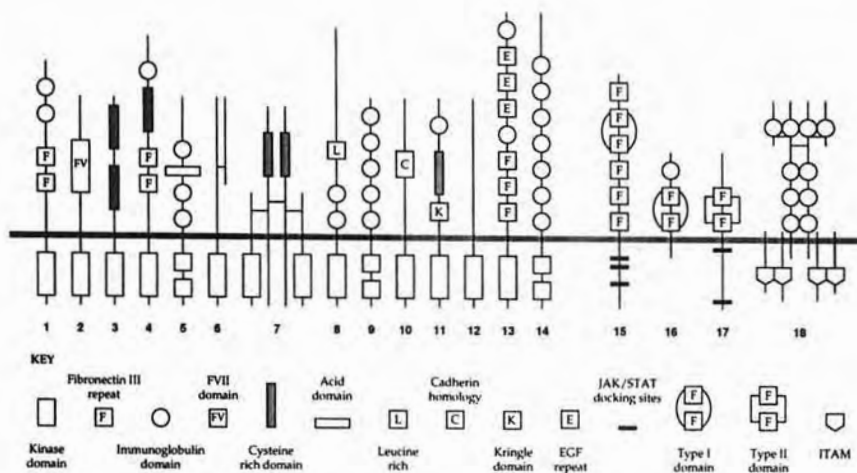 F
F
FV
F
F
L
C
K
E
E
E
F
F
F
F
F
F
F
F
F
F
F
F
F
1 2 3 4 5 6 7 8 9 10 11 12 13 14 15 16 17 18
KEY
Fibronectin III
repeat
F
FVII
domain
FV
Acid
domain
Cadherin
homology
L
C
K
E
JAK/STAT
docking sites
F
F
F
F
Kinase
domain
Immunoglobulin
domain
Cysteine
rich domain
Leucine
rich
Kringle
domain
EGF
repeat
Type I
domain
Type II
domain
ITAM